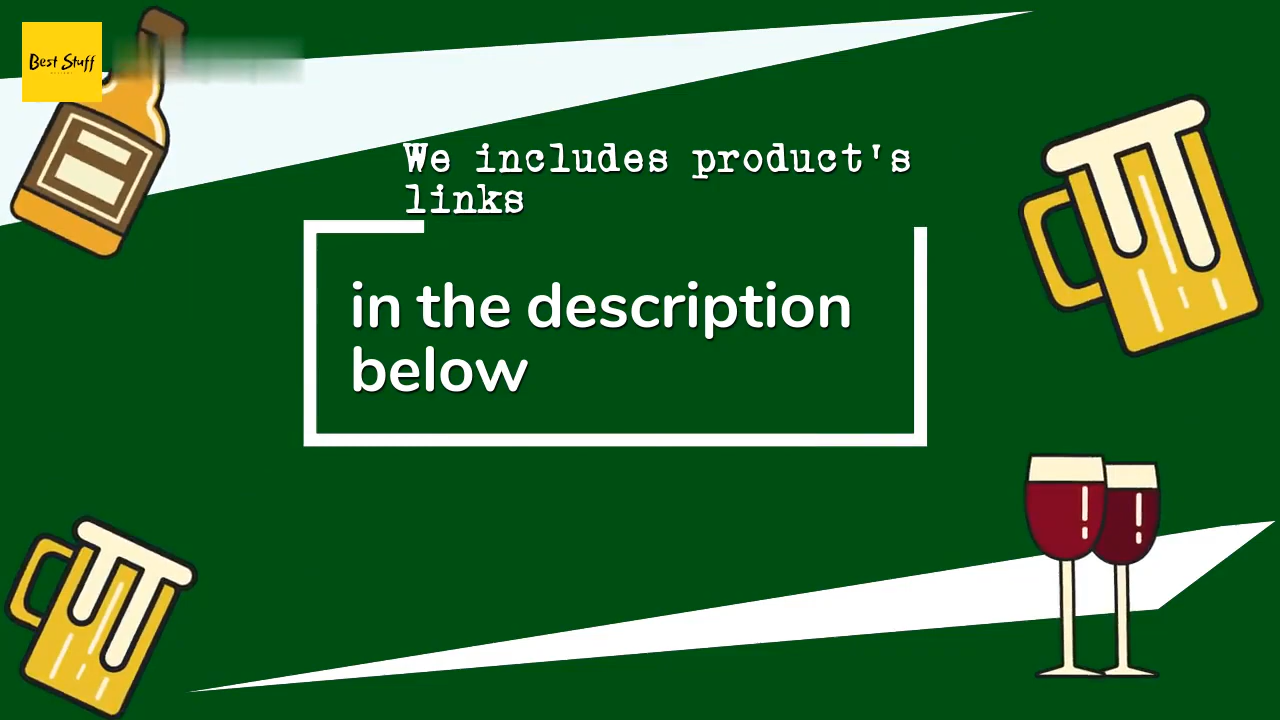 Best Stuff
We includes product's
links
in the description
below